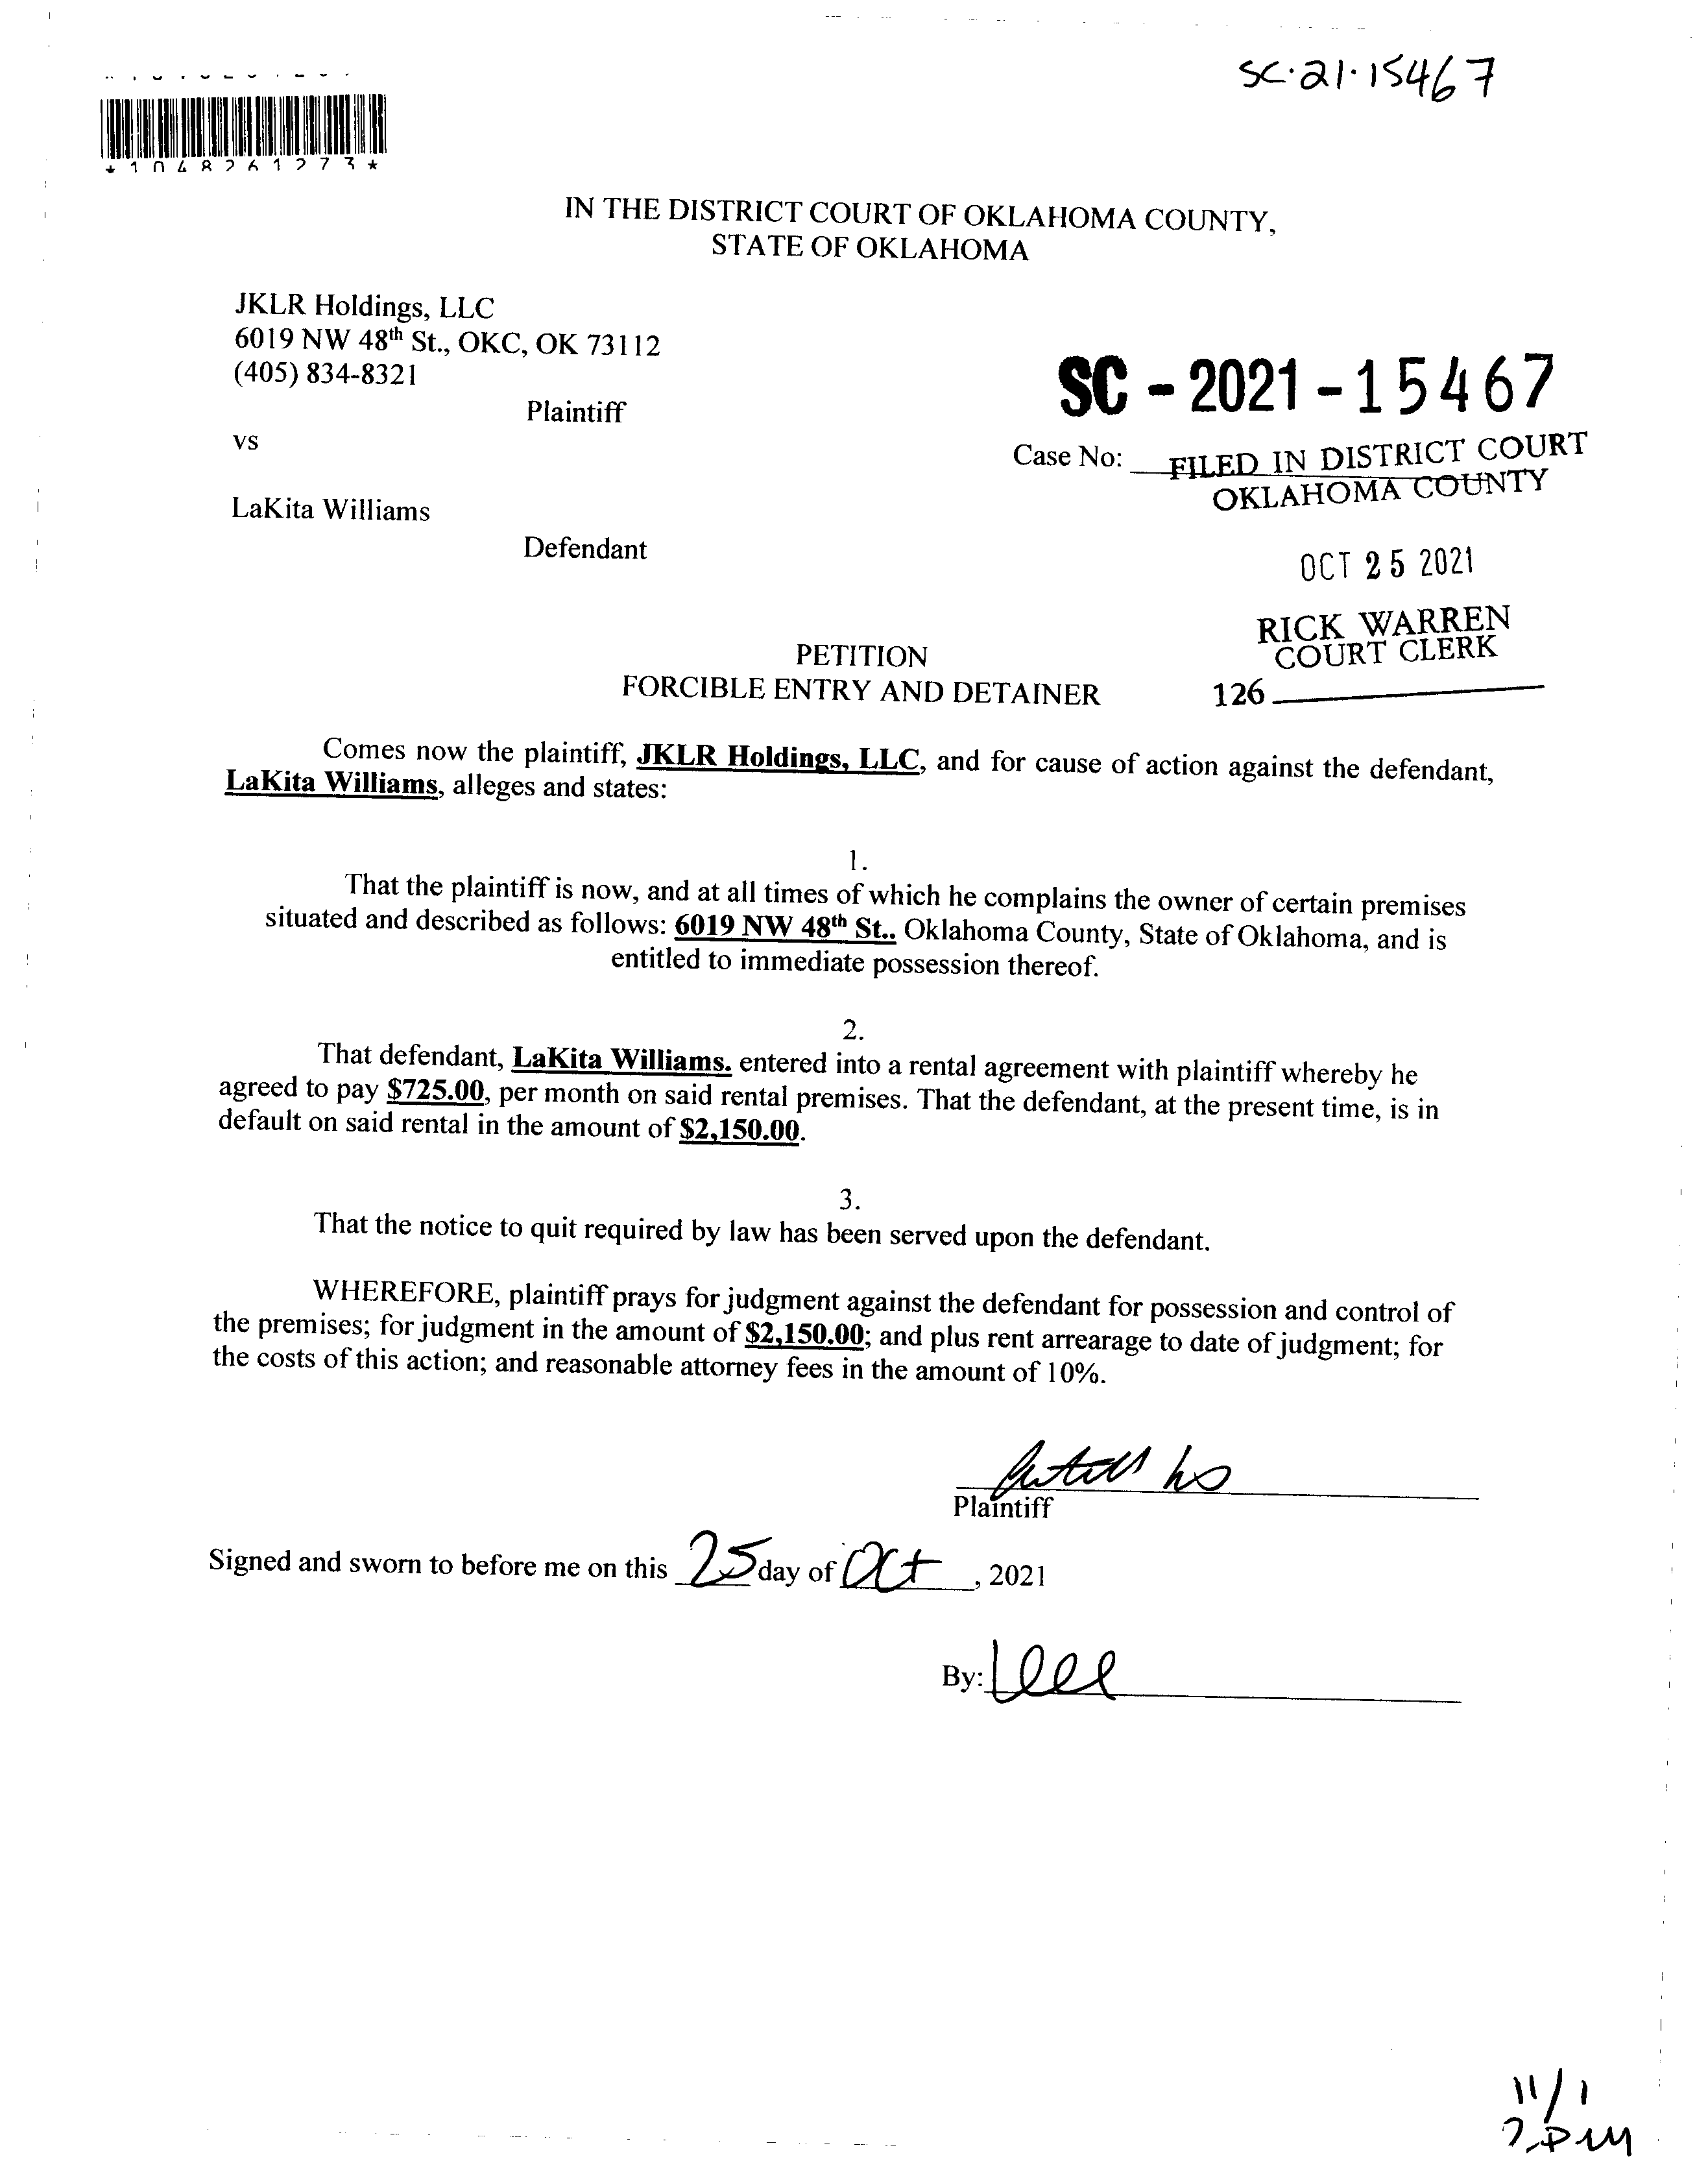 SC·21·15467
*1048261273*
IN THE DISTRICT COURT OF OKLAHOMA COUNTY,
STATE OF OKLAHOMA
JKLR Holdings, LLC
6019 NW 48th St., OKC, OK 73112
(405) 834-8321
Plaintiff
vs
SC - 2021 - 15467
Case No:
FILED IN DISTRICT COURT
OKLAHOMA COUNTY
LaKita Williams
Defendant
OCT 25 2021
RICK WARREN
COURT CLERK
126
PETITION
FORCIBLE ENTRY AND DETAINER
Comes now the plaintiff, JKLR Holdings, LLC, and for cause of action against the defendant,
LaKita Williams, alleges and states:
1.
That the plaintiff is now, and at all times of which he complains the owner of certain premises
situated and described as follows: 6019 NW 48th St.. Oklahoma County, State of Oklahoma, and is
entitled to immediate possession thereof.
2.
That defendant, LaKita Williams. entered into a rental agreement with plaintiff whereby he
agreed to pay $725.00, per month on said rental premises. That the defendant, at the present time, is in
default on said rental in the amount of $2,150.00.
3.
That the notice to quit required by law has been served upon the defendant.
WHEREFORE, plaintiff prays for judgment against the defendant for possession and control of
the premises; for judgment in the amount of $2,150.00; and plus rent arrearage to date of judgment; for
the costs of this action; and reasonable attorney fees in the amount of 10%.
Plaintiff
Signed and sworn to before me on this 25 day of Oct, 2021
By:
11/1
2pm